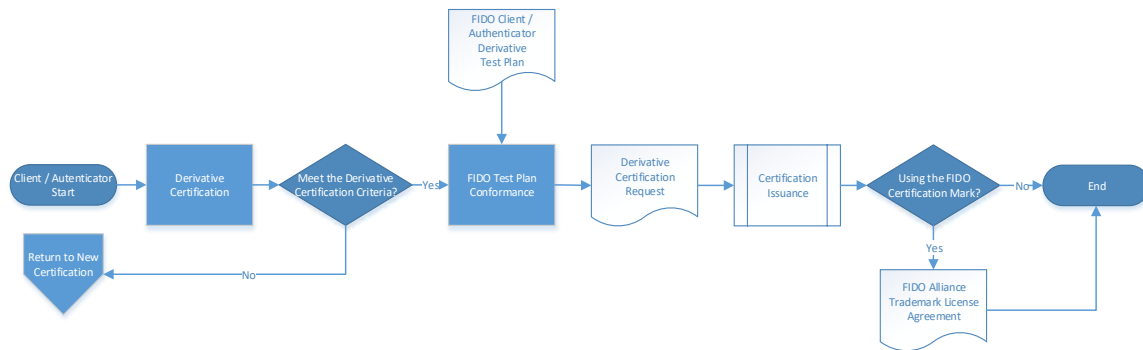 FIDO Client /
Authenticator
Derivative
Test Plan
Client / Autenticator
Start
Derivative
Certification
Meet the Derivative
Certification Criteria?
Yes
FIDO Test Plan
Conformance
Derivative
Certification
Request
Certification
Issuance
Using the FIDO
Certification Mark?
No
End
Return to New
Certification
No
Yes
FIDO Alliance
Trademark License
Agreement